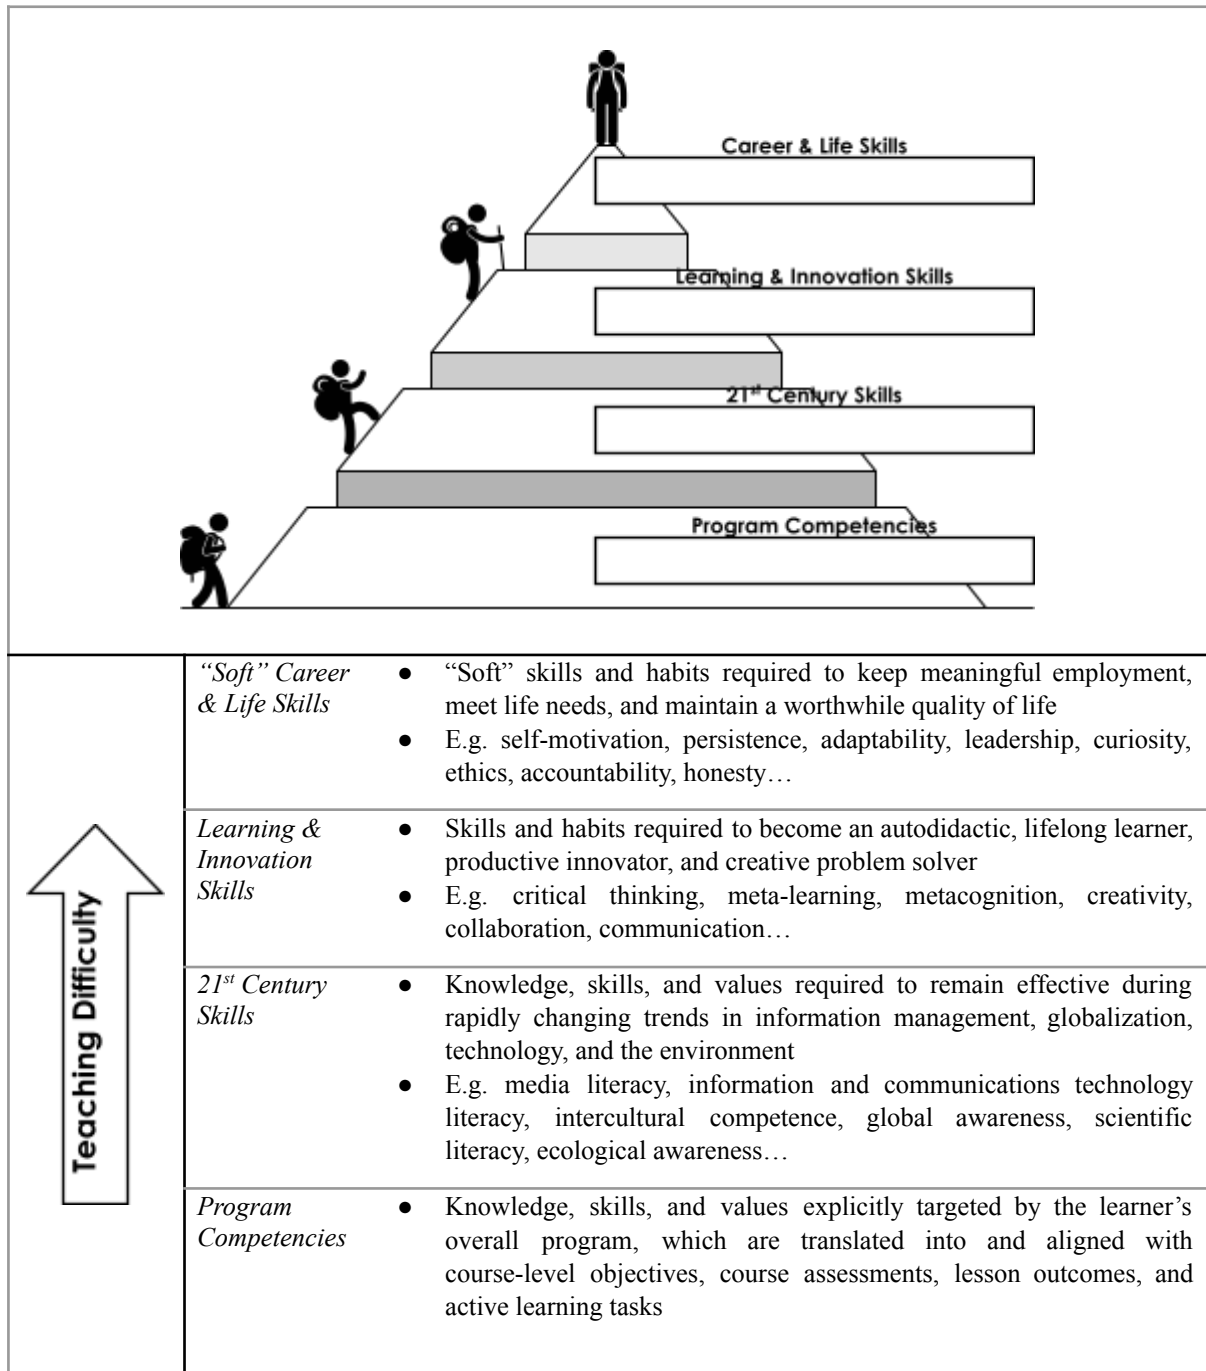 Career & Life Skills
Learning & Innovation Skills
21st Century Skills
Program Competencies
Teaching Difficulty
“Soft” Career
& Life Skills
● “Soft” skills and habits required to keep meaningful employment,
meet life needs, and maintain a worthwhile quality of life
● E.g. self-motivation, persistence, adaptability, leadership, curiosity,
ethics, accountability, honesty…
Learning &
Innovation
Skills
● Skills and habits required to become an autodidactic, lifelong learner,
productive innovator, and creative problem solver
● E.g. critical thinking, meta-learning, metacognition, creativity,
collaboration, communication…
21st Century
Skills
● Knowledge, skills, and values required to remain effective during
rapidly changing trends in information management, globalization,
technology, and the environment
● E.g. media literacy, information and communications technology
literacy, intercultural competence, global awareness, scientific
literacy, ecological awareness…
Program
Competencies
● Knowledge, skills, and values explicitly targeted by the learner’s
overall program, which are translated into and aligned with
course-level objectives, course assessments, lesson outcomes, and
active learning tasks